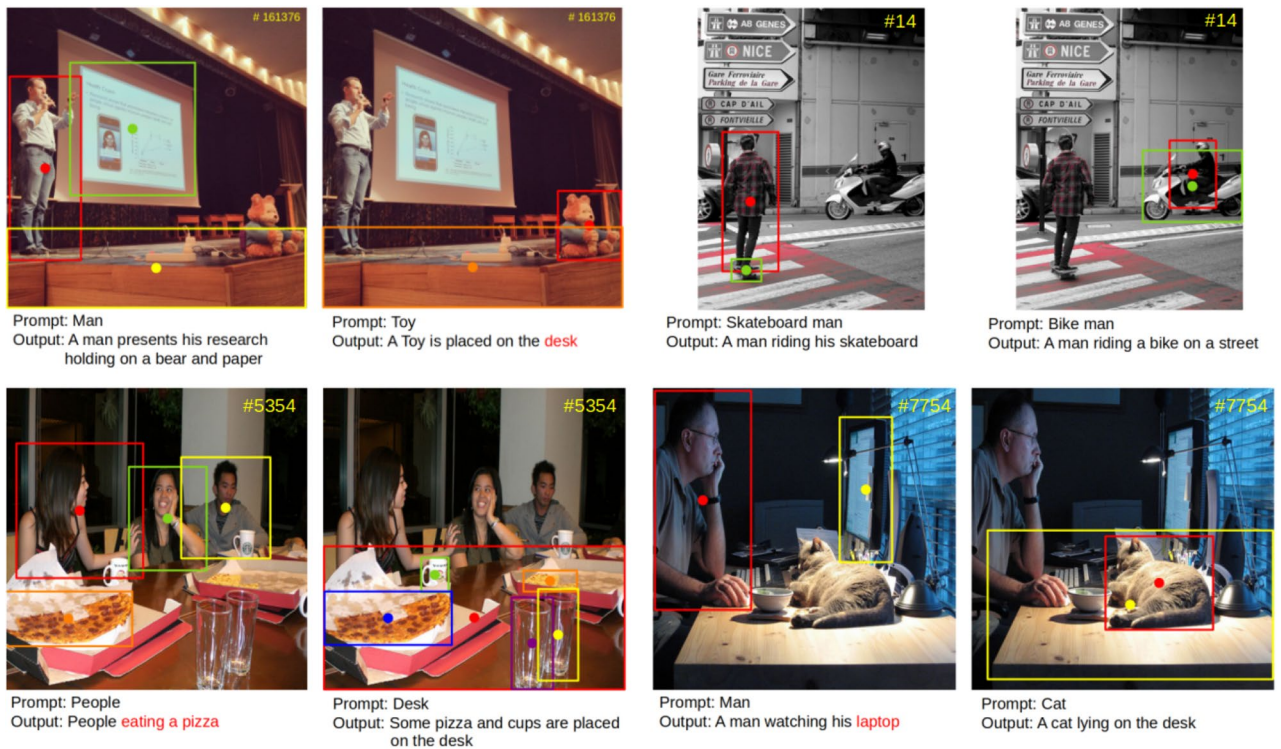 # 161376
# 161376
Prompt: Man
Output: A man presents his research
holding on a bear and paper
Prompt: Toy
Output: A Toy is placed on the desk
#14
A8 GENES
NICE
Gare Ferroviaire
Parking de la Gare
CAP D'AIL
FONTVIEILLE
Prompt: Skateboard man
Output: A man riding his skateboard
#14
A8 GENES
NICE
Gare Ferroviaire
Parking de la Gare
CAP D'AIL
FONTVIEILLE
Prompt: Bike man
Output: A man riding a bike on a street
#5354
Prompt: People
Output: People eating a pizza
#5354
Prompt: Desk
Output: Some pizza and cups are placed
on the desk
#7754
Prompt: Man
Output: A man watching his laptop
#7754
Prompt: Cat
Output: A cat lying on the desk